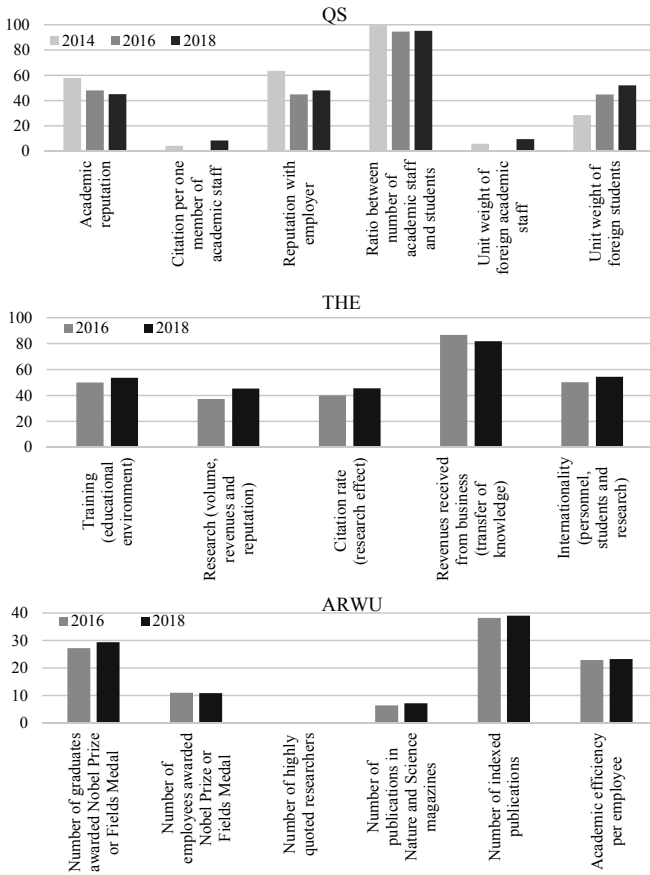 QS
100
80
60
40
20
0
2014 2016 2018
Academic
reputation
Citation per one
member of
academic staff
Reputation with
employer
Ratio between
number of
academic staff
and students
Unit weight of
foreign academic
staff
Unit weight of
foreign students
THE
100
80
60
40
20
0
2016 2018
Training
(educational
environment)
Research (volume,
revenues and
reputation)
Citation rate
(research effect)
Revenues received
from business
(transfer of
knowledge)
Internationality
(personnel,
students and
research)
ARWU
40
30
20
10
0
2016 2018
Number of graduates
awarded Nobel Prize
or Fields Medal
Number of
employees awarded
Nobel Prize or
Fields Medal
Number of highly
quoted researchers
Number of
publications in
Nature and Science
magazines
Number of indexed
publications
Academic efficiency
per employee